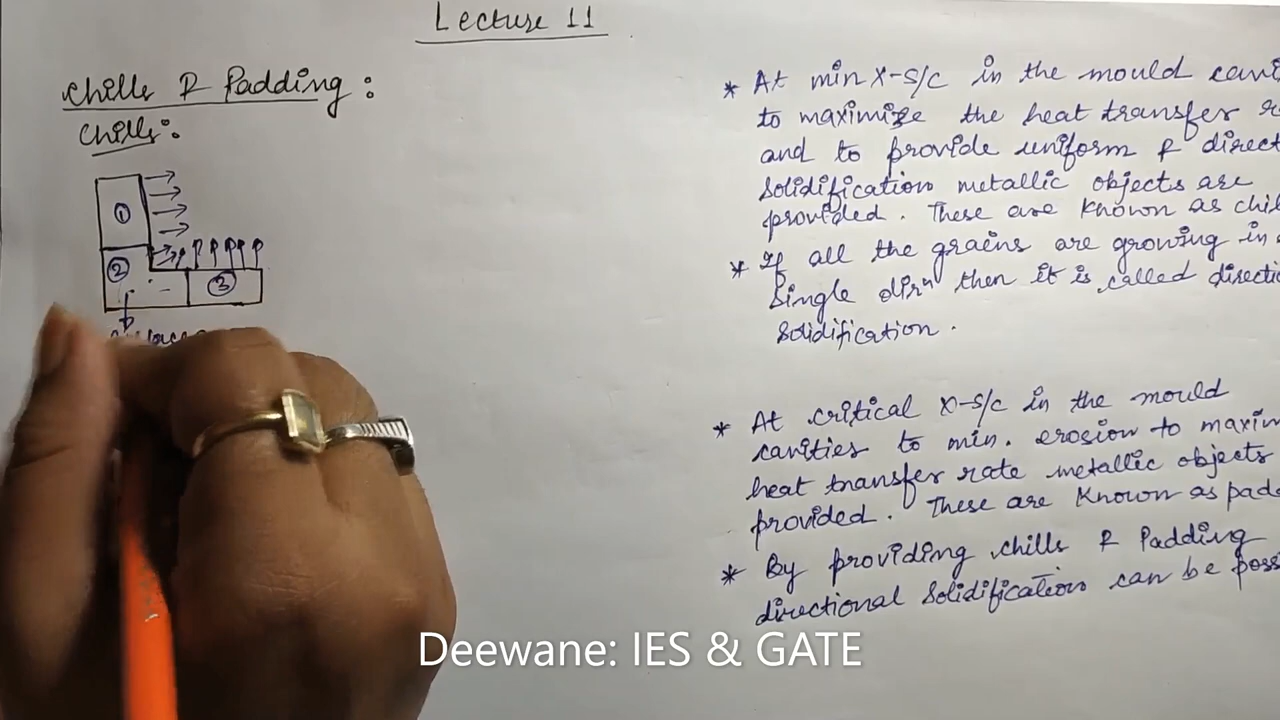 Lecture 11
Chills & Padding :
Chills:
①
②
③
* At min X-S/C in the mould cavi
to maximize the heat transfer r
and to provide uniform & direct
Solidification metallic objects are
provided. These are known as chil
* If all the grains are growing in a
Single dirⁿ then it is called directio
Solidification.
* At critical X-S/C in the mould
cavities to min. erosion to maxim
heat transfer rate metallic objects
provided. These are known as padd
* By providing chills & Padding
directional Solidification can be poss
Deewane: IES & GATE